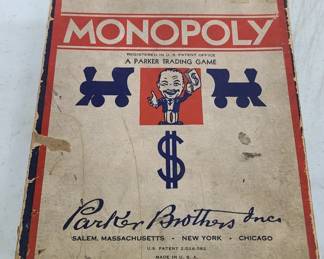 MONOPOLY
REGISTERED IN U.S. PATENT OFFICE
A PARKER TRADING GAME
$
Parker Brothers Inc.
SALEM, MASSACHUSETTS • NEW YORK • CHICAGO
U.S. PATENT 2,026,082
MADE IN U.S.A.